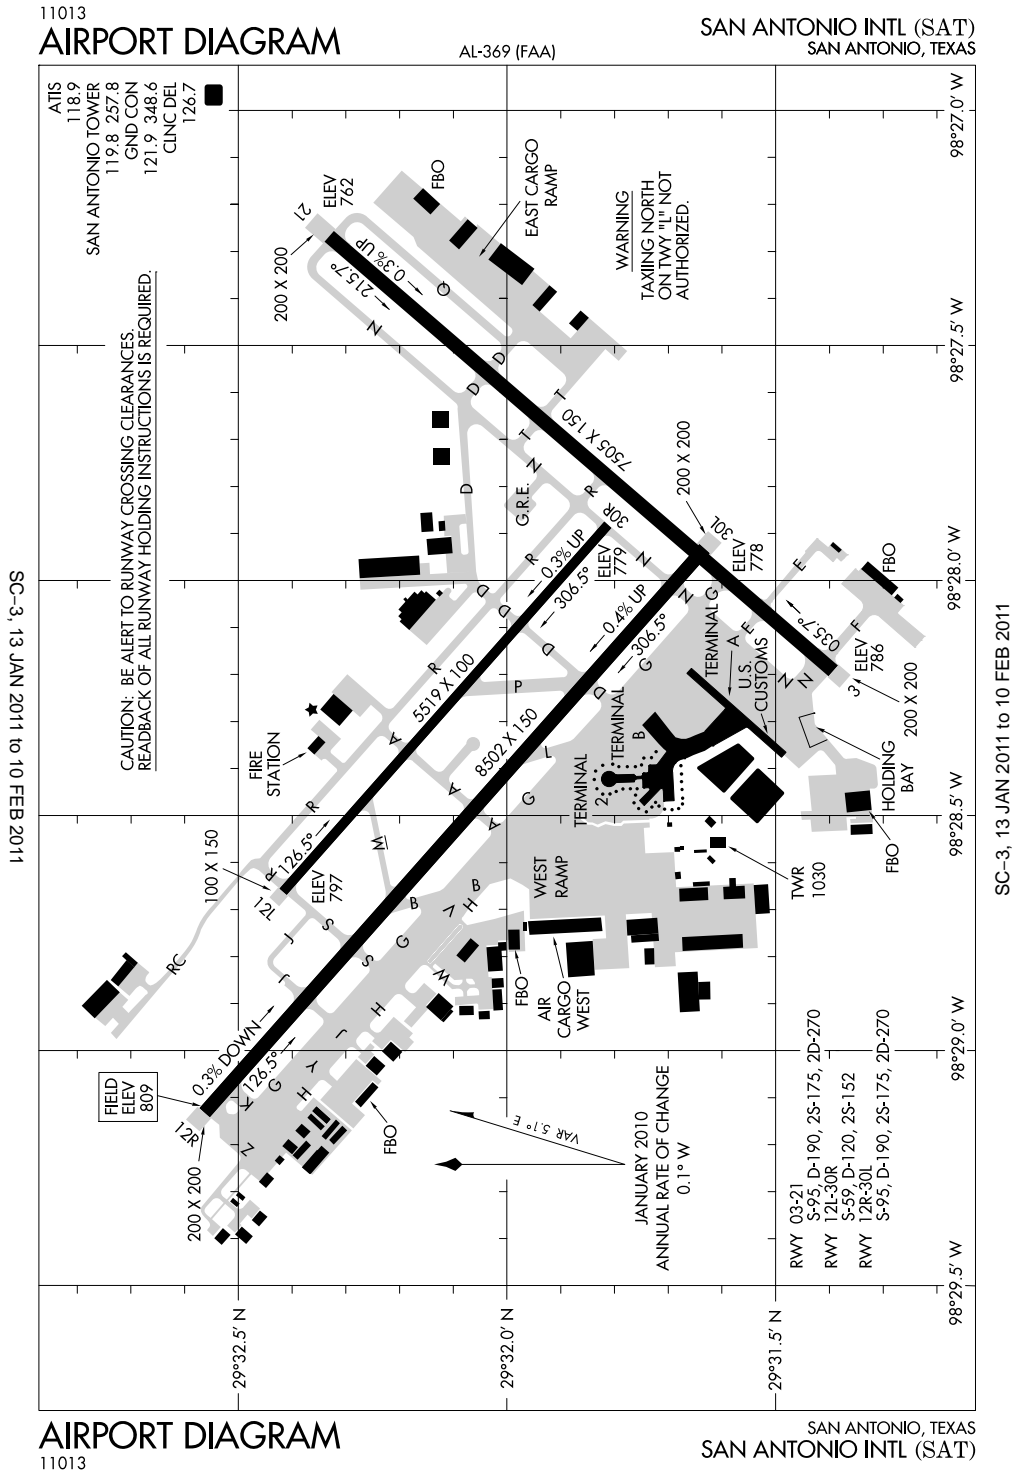 11013
AIRPORT DIAGRAM
AL-369 (FAA)
SAN ANTONIO INTL (SAT)
SAN ANTONIO, TEXAS
ATIS
118.9
SAN ANTONIO TOWER
119.8 257.8
GND CON
121.9 348.6
CLNC DEL
126.7
CAUTION: BE ALERT TO RUNWAY CROSSING CLEARANCES.
READBACK OF ALL RUNWAY HOLDING INSTRUCTIONS IS REQUIRED.
WARNING
TAXIING NORTH
ON TWY "L" NOT
AUTHORIZED.
FIELD
ELEV
809
0.3% DOWN
126.5°
12R
200 X 200
Z
K
G
H
Y
J
H
FBO
RC
J
J
S
S
G
B
V
H
B
W
100 X 150
12L
R
126.5°
ELEV
797
R
M
A
A
A
G
L
FIRE
STATION
5519 X 100
8502 X 150
R
P
D
D
D
D
G
R
R
0.3% UP
306.5°
ELEV
779
30R
0.4% UP
306.5°
N
N
G
D
G.R.E.
N
T
T
D
D
N
Q
21
ELEV
762
200 X 200
215.7°
0.3% UP
FBO
EAST CARGO
RAMP
7505 X 150
200 X 200
30L
ELEV
778
E
E
F
N
N
035.7°
ELEV
786
3
200 X 200
FBO
HOLDING
BAY
FBO
TERMINAL
A
U.S.
CUSTOMS
TERMINAL
B
TERMINAL
2
TWR
1030
WEST
RAMP
FBO
AIR
CARGO
WEST
VAR 5.1° E
JANUARY 2010
ANNUAL RATE OF CHANGE
0.1° W
RWY 03-21
S-95, D-190, 2S-175, 2D-270
RWY 12L-30R
S-59, D-120, 2S-152
RWY 12R-30L
S-95, D-190, 2S-175, 2D-270
98°27.0' W
98°27.5' W
98°28.0' W
98°28.5' W
98°29.0' W
98°29.5' W
29°32.5' N
29°32.0' N
29°31.5' N
SC-3, 13 JAN 2011 to 10 FEB 2011
SC-3, 13 JAN 2011 to 10 FEB 2011
AIRPORT DIAGRAM
11013
SAN ANTONIO, TEXAS
SAN ANTONIO INTL (SAT)